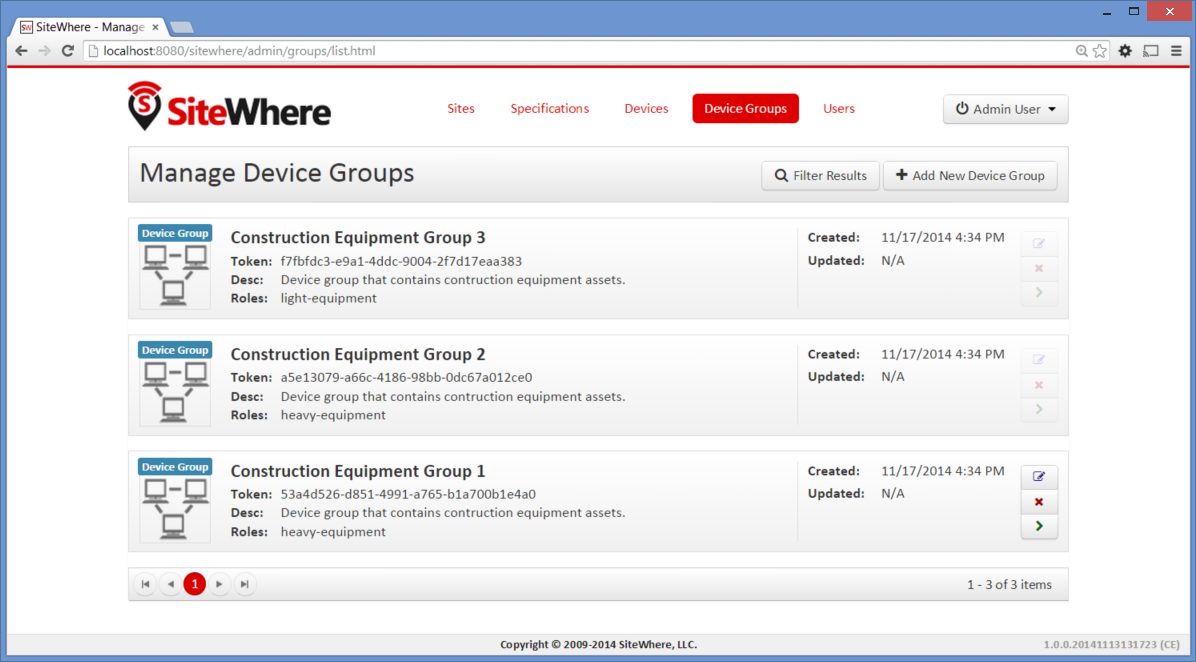 SW SiteWhere - Manage
localhost:8080/sitewhere/admin/groups/list.html
S SiteWhere Sites Specifications Devices Device Groups Users Admin User
Manage Device Groups Filter Results Add New Device Group
Device Group
Construction Equipment Group 3
Token: f7fbfdc3-e9a1-4ddc-9004-2f7d17eaa383
Desc: Device group that contains contruction equipment assets.
Roles: light-equipment
Created: 11/17/2014 4:34 PM
Updated: N/A
Device Group
Construction Equipment Group 2
Token: a5e13079-a66c-4186-98bb-0dc67a012ce0
Desc: Device group that contains contruction equipment assets.
Roles: heavy-equipment
Created: 11/17/2014 4:34 PM
Updated: N/A
Device Group
Construction Equipment Group 1
Token: 53a4d526-d851-4991-a765-b1a700b1e4a0
Desc: Device group that contains contruction equipment assets.
Roles: heavy-equipment
Created: 11/17/2014 4:34 PM
Updated: N/A
1 1 - 3 of 3 items
Copyright © 2009-2014 SiteWhere, LLC. 1.0.0.20141113131723 (CE)